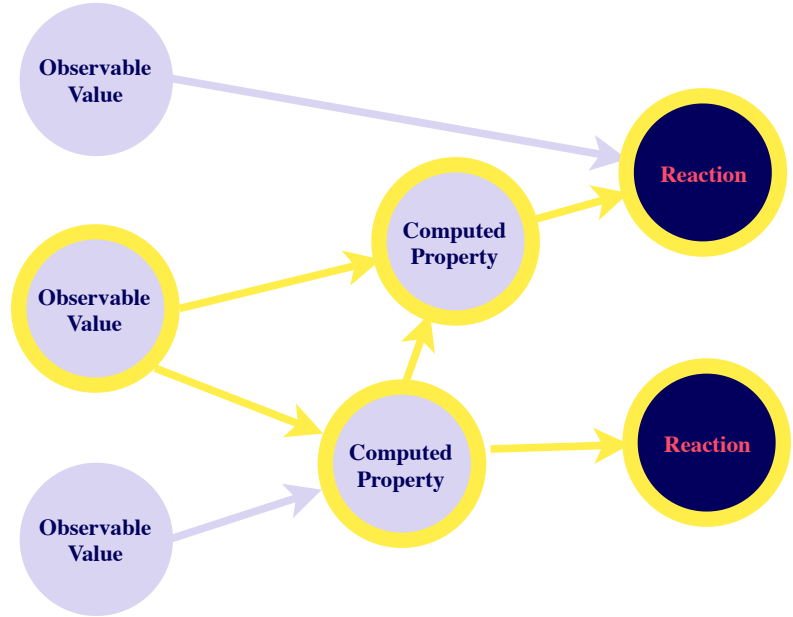 Observable
Value
Reaction
Computed
Property
Observable
Value
Computed
Property
Reaction
Observable
Value